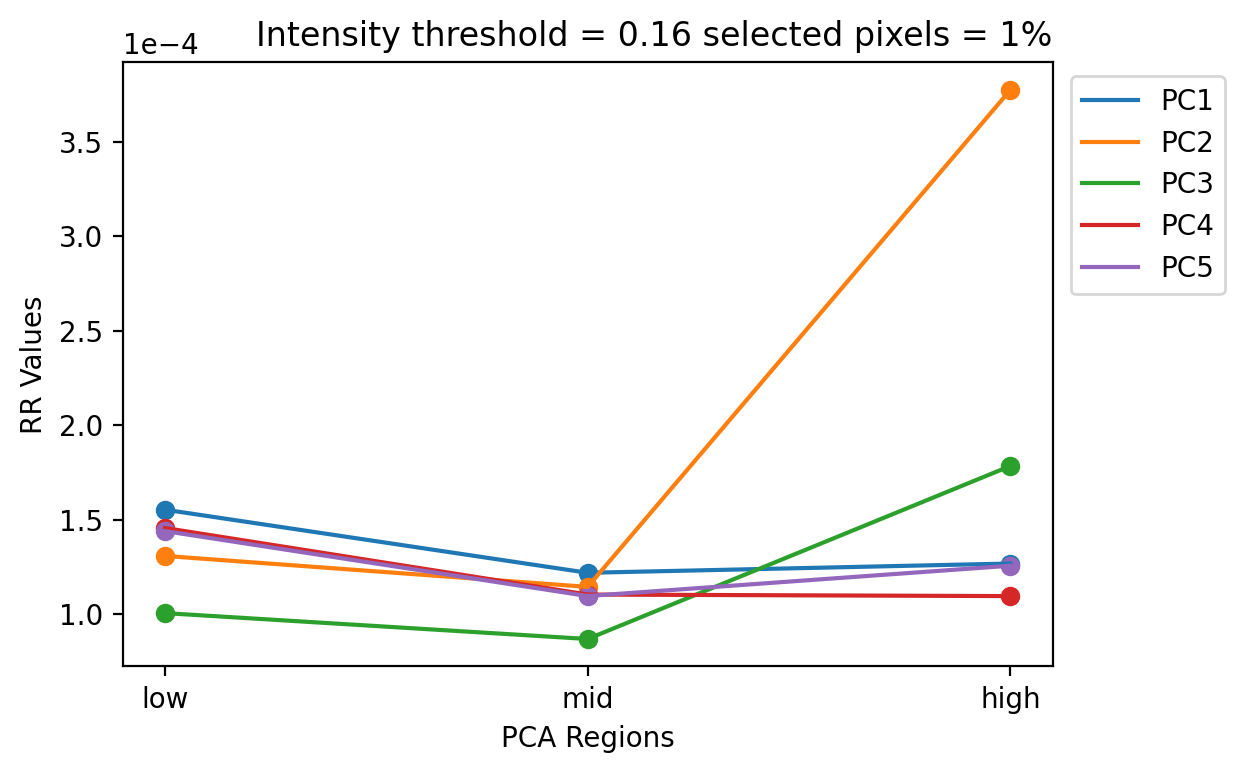 Intensity threshold = 0.16 selected pixels = 1%
1e−4
3.5
3.0
2.5
2.0
1.5
1.0
RR Values
low
mid
high
PCA Regions
PC1
PC2
PC3
PC4
PC5